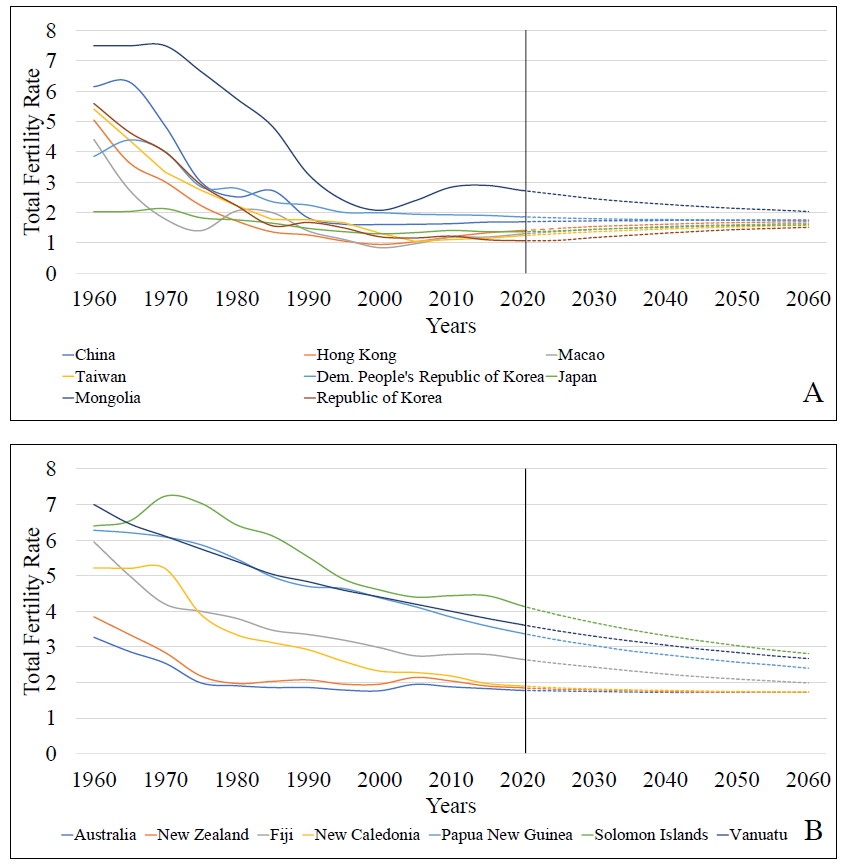 8
7
6
5
4
3
2
1
0
Total Fertility Rate
1960 1970 1980 1990 2000 2010 2020 2030 2040 2050 2060
Years
China Hong Kong Macao
Taiwan Dem. People's Republic of Korea Japan
Mongolia Republic of Korea
A
8
7
6
5
4
3
2
1
0
Total Fertility Rate
1960 1970 1980 1990 2000 2010 2020 2030 2040 2050 2060
Years
Australia New Zealand Fiji New Caledonia Papua New Guinea Solomon Islands Vanuatu
B